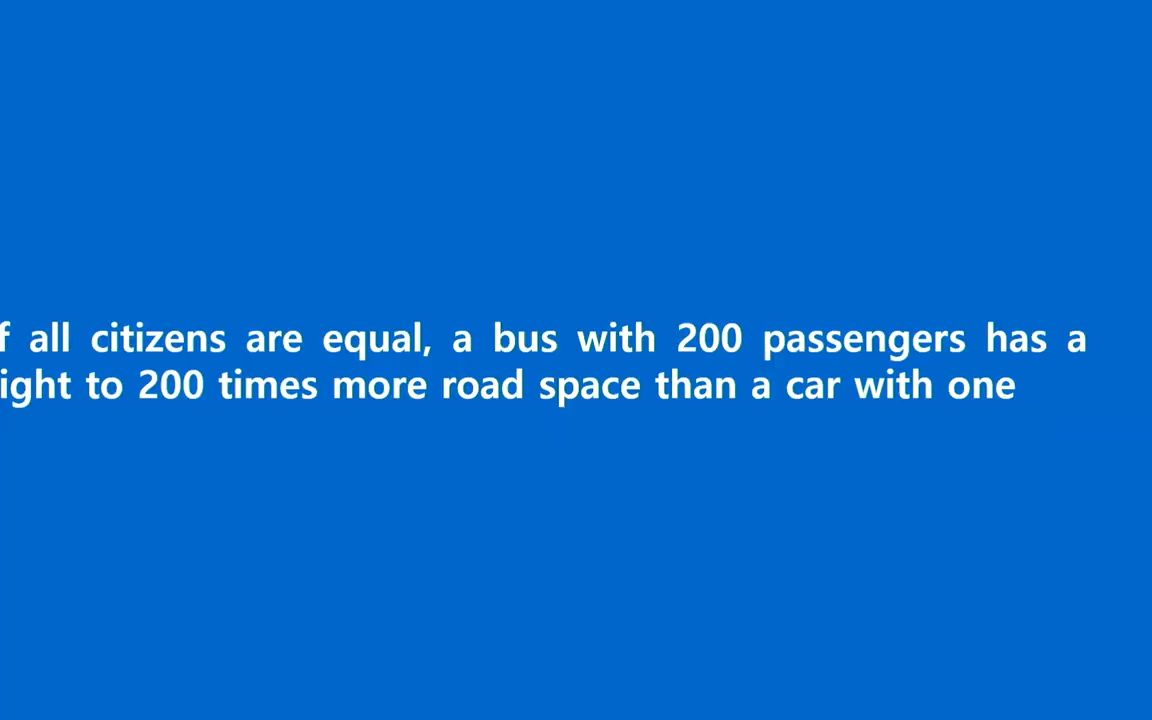 f all citizens are equal, a bus with 200 passengers has a
ight to 200 times more road space than a car with one